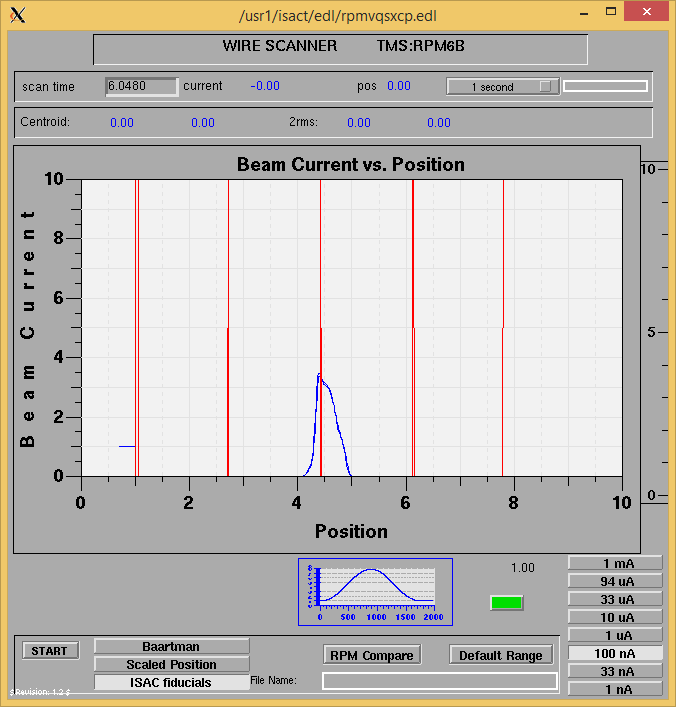 /usr1/isact/edl/rpmvqsxcp.edl
WIRE SCANNER TMS:RPM6B
scan time 6.0480 current -0.00 pos 0.00 1 second
Centroid: 0.00 0.00 2rms: 0.00 0.00
Beam Current vs. Position
10
8
6
4
2
0
Beam Current
0 2 4 6 8 10
Position
10
5
0
8
0 500 1000 1500 2000
1.00
1 mA
94 uA
33 uA
10 uA
1 uA
100 nA
33 nA
1 nA
START
Baartman
Scaled Position
ISAC fiducials
RPM Compare
Default Range
File Name:
$Revision: 1.2 $